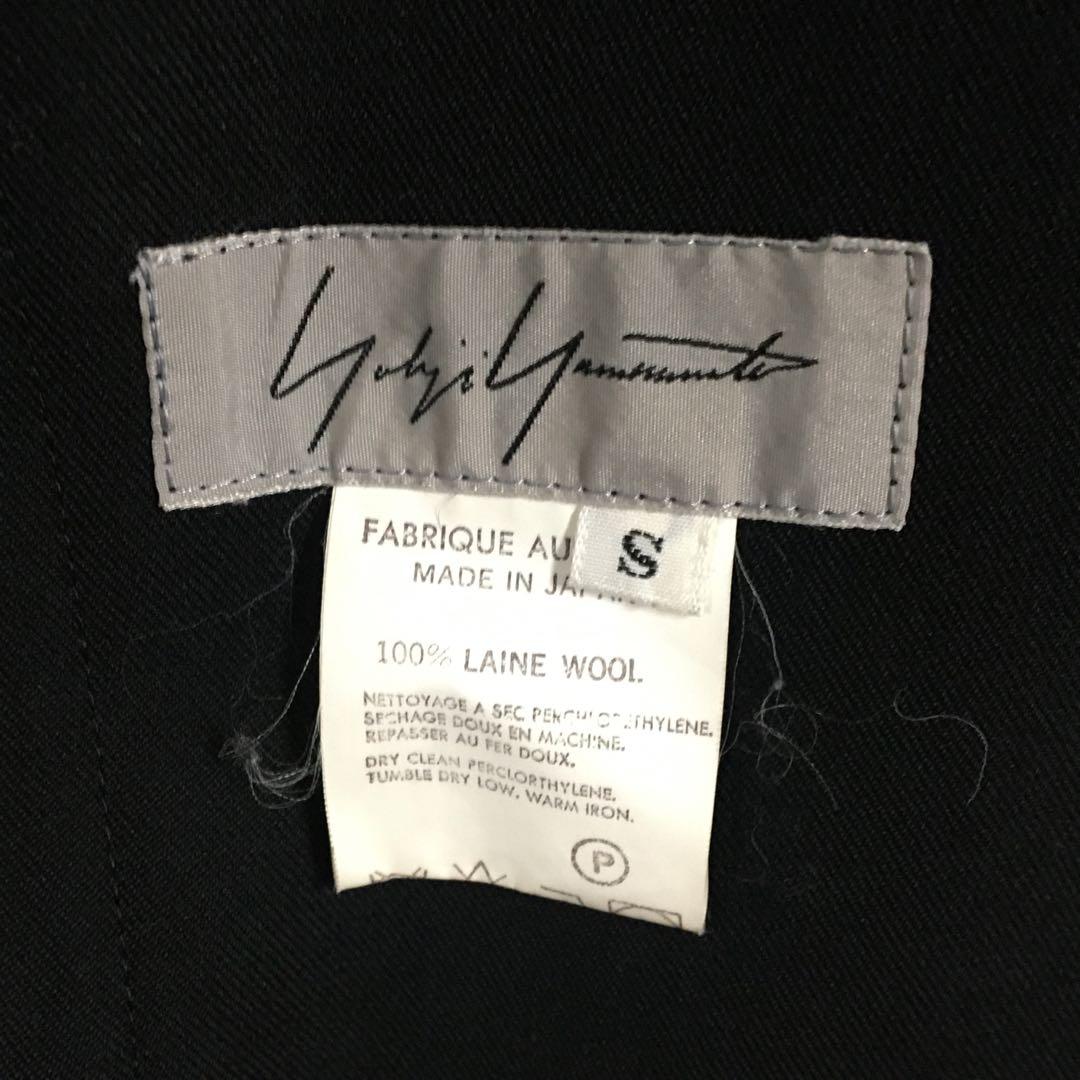 Yohji Yamamoto
S
FABRIQUE AU
MADE IN JAPAN
100% LAINE WOOL
NETTOYAGE A SEC PERCHLORETHYLENE.
SECHAGE DOUX EN MACHINE.
REPASSER AU FER DOUX.
DRY CLEAN PERCLORTHYLENE.
TUMBLE DRY LOW. WARM IRON.
P